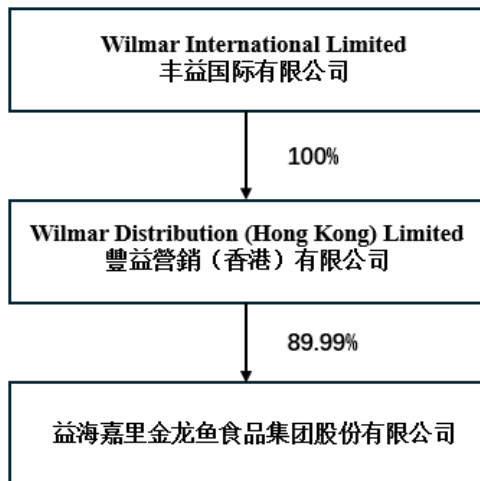 Wilmar International Limited
丰益国际有限公司
100%
Wilmar Distribution (Hong Kong) Limited
豐益營銷（香港）有限公司
89.99%
益海嘉里金龙鱼食品集团股份有限公司